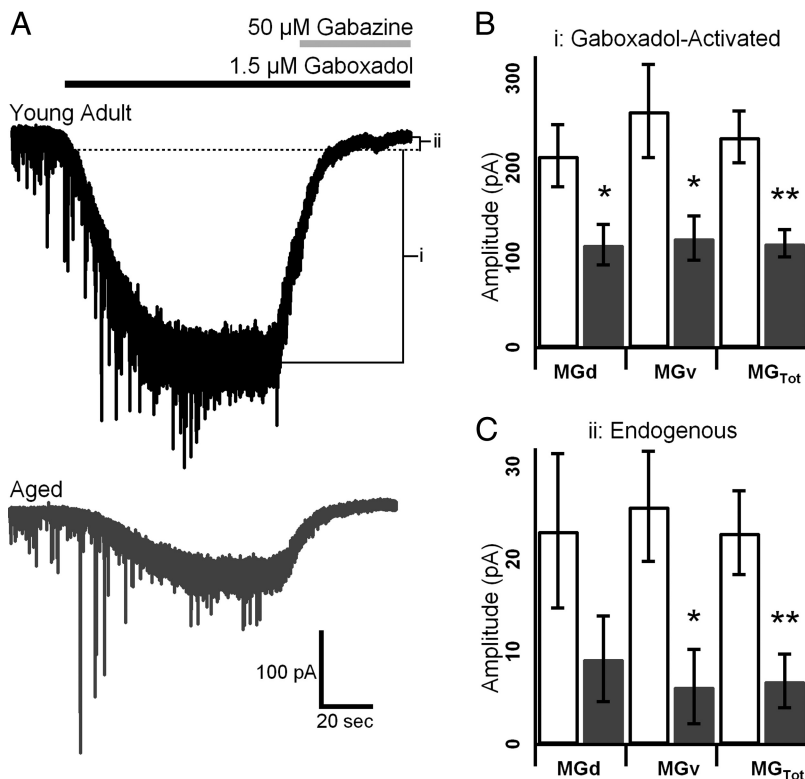 A
50 µM Gabazine
1.5 µM Gaboxadol
Young Adult
ii
i
Aged
100 pA
20 sec
B
i: Gaboxadol-Activated
Amplitude (pA)
300
200
100
0
*
*
**
MGd
MGv
MGTot
C
ii: Endogenous
Amplitude (pA)
30
20
10
0
*
**
MGd
MGv
MGTot